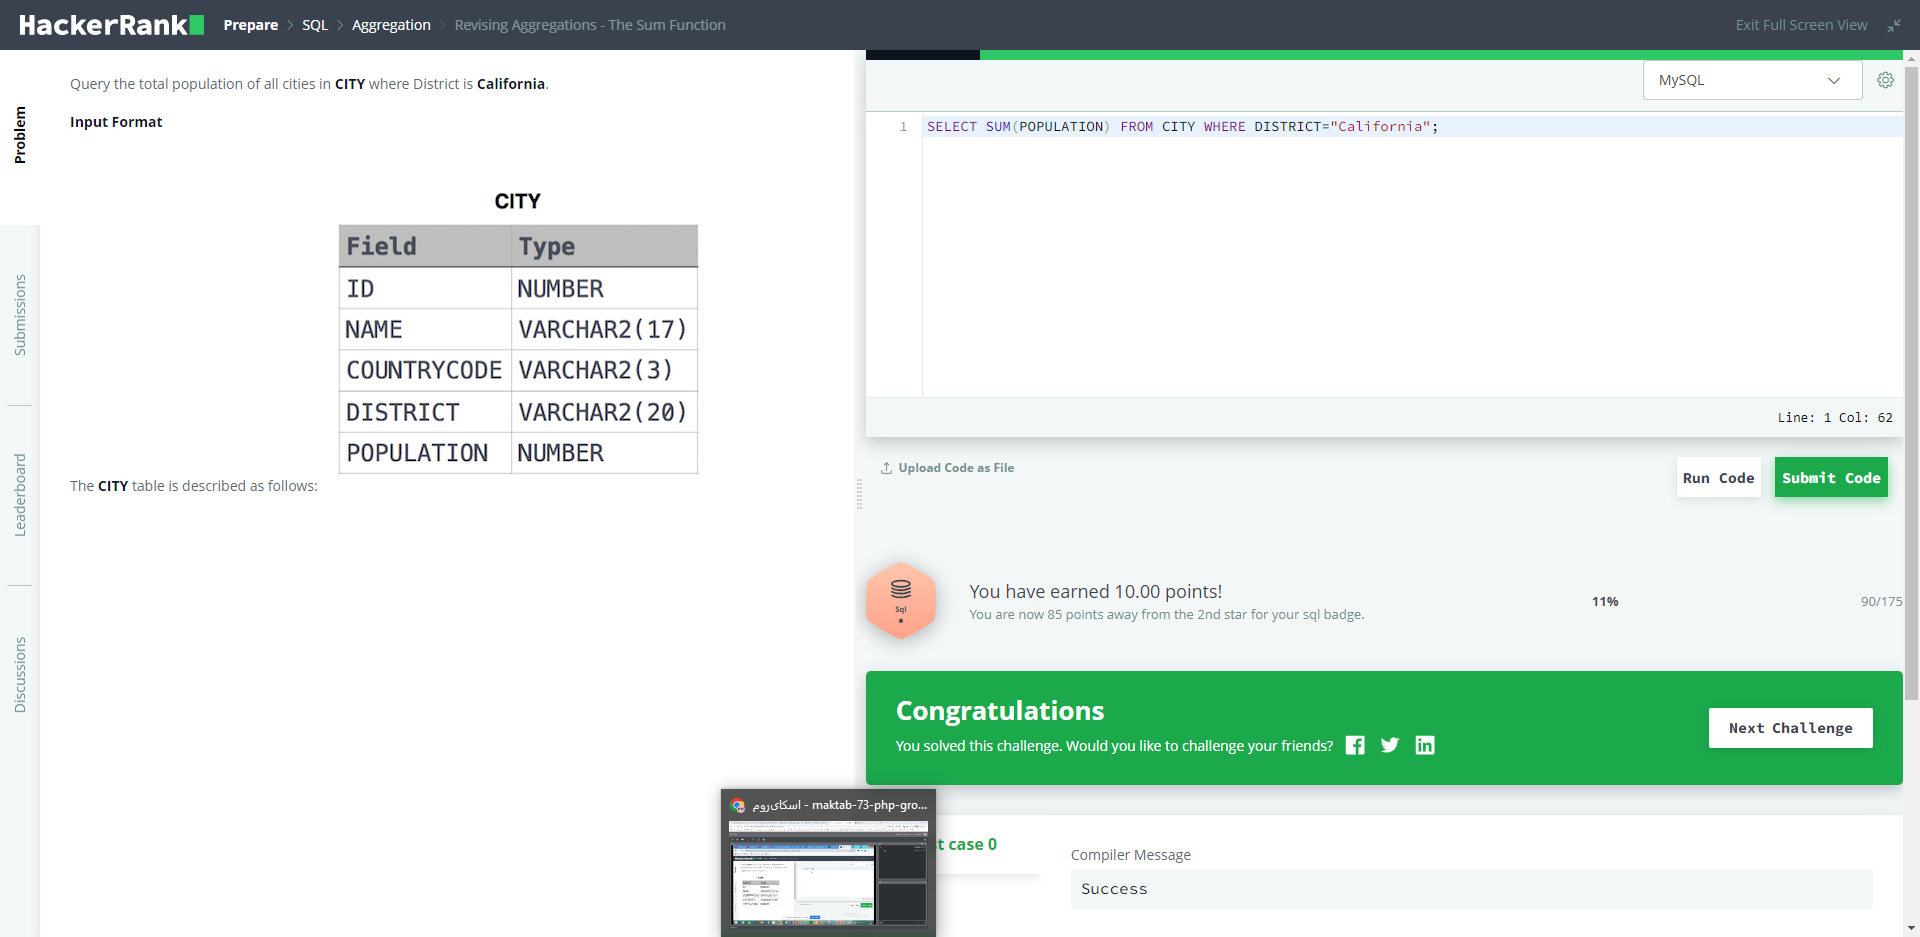 HackerRank
Prepare > SQL > Aggregation > Revising Aggregations - The Sum Function
Exit Full Screen View
Problem
Submissions
Leaderboard
Discussions
Query the total population of all cities in CITY where District is California.
Input Format
CITY
Field Type
ID NUMBER
NAME VARCHAR2(17)
COUNTRYCODE VARCHAR2(3)
DISTRICT VARCHAR2(20)
POPULATION NUMBER
The CITY table is described as follows:
MySQL
1 SELECT SUM(POPULATION) FROM CITY WHERE DISTRICT="California";
Line: 1 Col: 62
Upload Code as File
Run Code
Submit Code
Sql
You have earned 10.00 points!
You are now 85 points away from the 2nd star for your sql badge.
11%
90/175
Congratulations
You solved this challenge. Would you like to challenge your friends?
Next Challenge
اسکای‌روم - maktab-73-php-gro...
t case 0
Compiler Message
Success